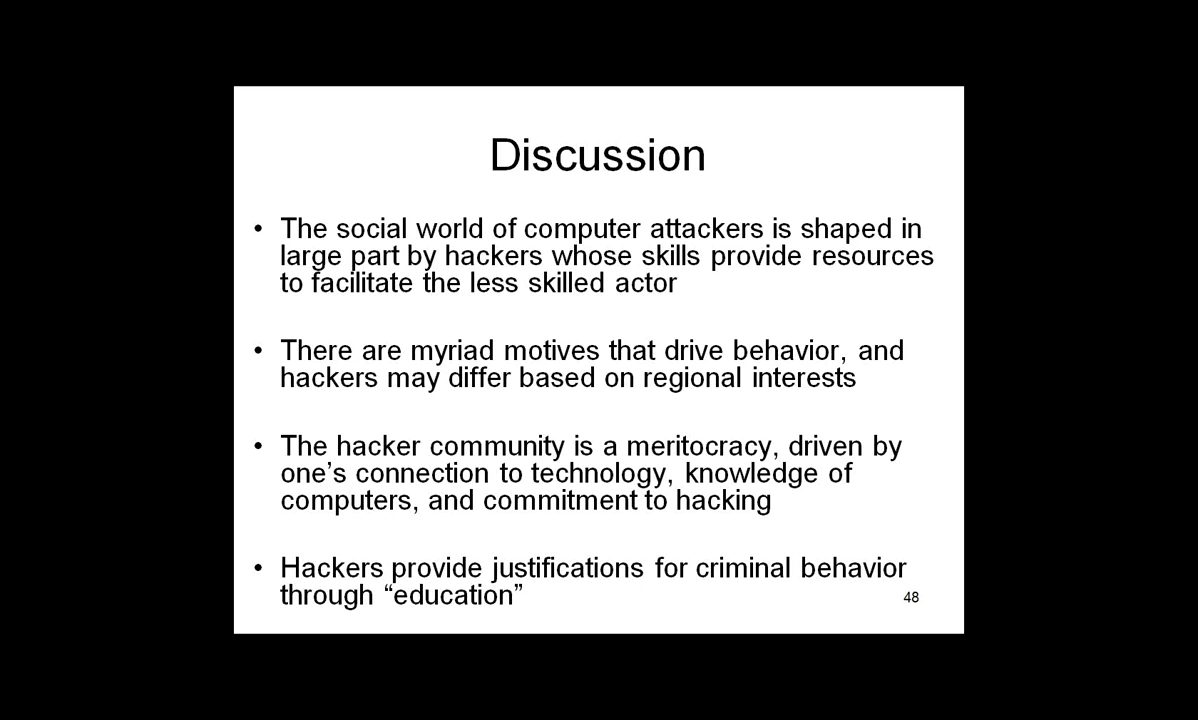 Discussion
• The social world of computer attackers is shaped in
large part by hackers whose skills provide resources
to facilitate the less skilled actor
• There are myriad motives that drive behavior, and
hackers may differ based on regional interests
• The hacker community is a meritocracy, driven by
one’s connection to technology, knowledge of
computers, and commitment to hacking
• Hackers provide justifications for criminal behavior
through “education”
48